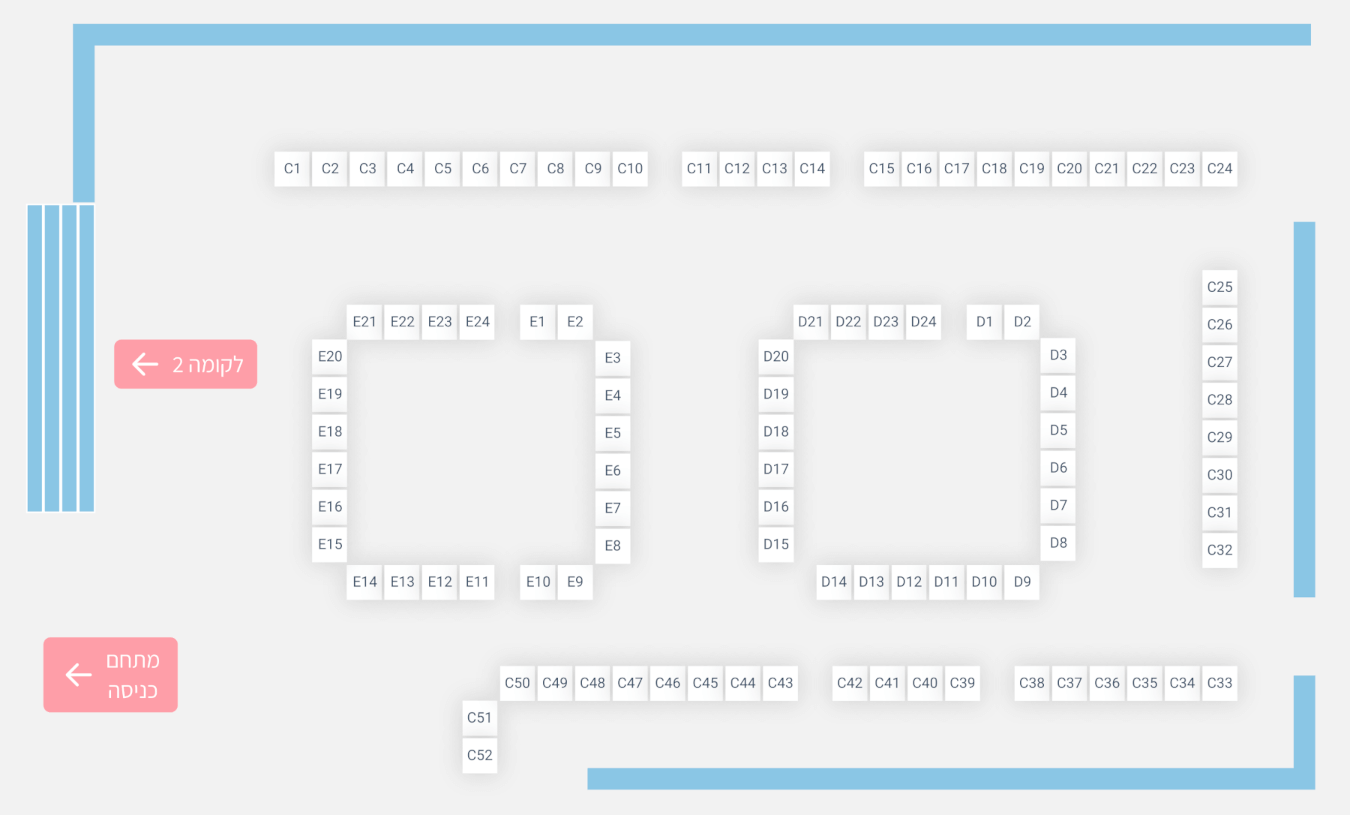 C1 C2 C3 C4 C5 C6 C7 C8 C9 C10 C11 C12 C13 C14 C15 C16 C17 C18 C19 C20 C21 C22 C23 C24
C25
E21 E22 E23 E24 E1 E2 D21 D22 D23 D24 D1 D2
C26
E20 E3 D20 D3
לקומה 2
C27
E19 E4 D19 D4
C28
E18 E5 D18 D5
C29
E17 E6 D17 D6
C30
E16 E7 D16 D7
C31
E15 E8 D15 D8
C32
E14 E13 E12 E11 E10 E9 D14 D13 D12 D11 D10 D9
מתחם
כניסה
C50 C49 C48 C47 C46 C45 C44 C43 C42 C41 C40 C39 C38 C37 C36 C35 C34 C33
C51
C52